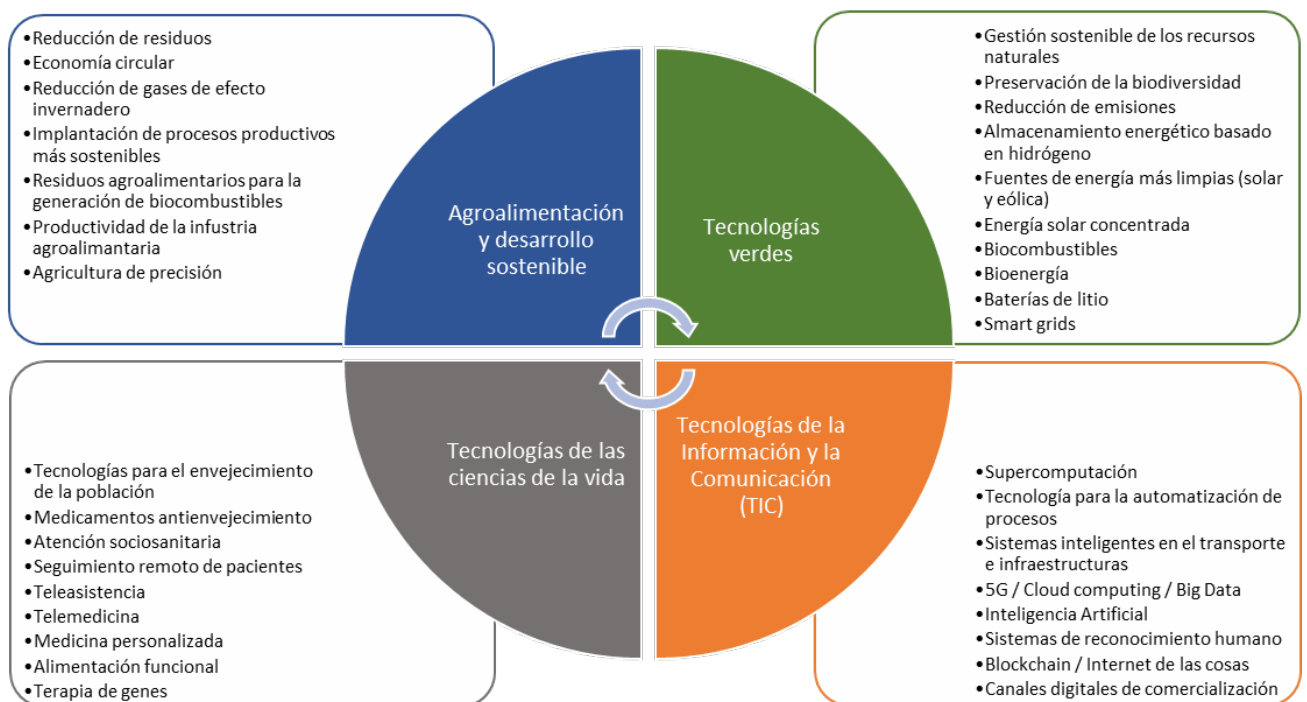 •Reducción de residuos
•Economía circular
•Reducción de gases de efecto
invernadero
•Implantación de procesos productivos
más sostenibles
•Residuos agroalimentarios para la
generación de biocombustibles
•Productividad de la infustria
agroalimantaria
•Agricultura de precisión
Agroalimentación
y desarrollo
sostenible
Tecnologías
verdes
•Gestión sostenible de los recursos
naturales
•Preservación de la biodiversidad
•Reducción de emisiones
•Almacenamiento energético basado
en hidrógeno
•Fuentes de energía más limpias (solar
y eólica)
•Energía solar concentrada
•Biocombustibles
•Bioenergía
•Baterías de litio
•Smart grids
•Tecnologías para el envejecimiento
de la población
•Medicamentos antienvejecimiento
•Atención sociosanitaria
•Seguimiento remoto de pacientes
•Teleasistencia
•Telemedicina
•Medicina personalizada
•Alimentación funcional
•Terapia de genes
Tecnologías de las
ciencias de la vida
Tecnologías de la
Información y la
Comunicación
(TIC)
•Supercomputación
•Tecnología para la automatización de
procesos
•Sistemas inteligentes en el transporte
e infraestructuras
•5G / Cloud computing / Big Data
•Inteligencia Artificial
•Sistemas de reconocimiento humano
•Blockchain / Internet de las cosas
•Canales digitales de comercialización